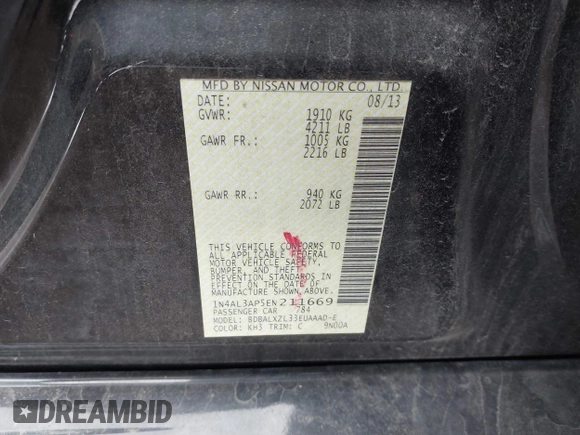 MFD BY NISSAN MOTOR CO., LTD.
DATE: 08/13
GVWR: 1910 KG
4211 LB
GAWR FR.: 1005 KG
2216 LB
GAWR RR.: 940 KG
2072 LB
THIS VEHICLE CONFORMS TO
ALL APPLICABLE FEDERAL
MOTOR VEHICLE SAFETY,
BUMPER, AND THEFT
PREVENTION STANDARDS
IN EFFECT ON THE DATE OF
MANUFACTURE SHOWN ABOVE.
1N4AL3AP5EN211669
PASSENGER CAR 784
MODEL: BDBALXZL33EUAAAD-E
COLOR: KH3 TRIM: C 9N00A
DREAMBID